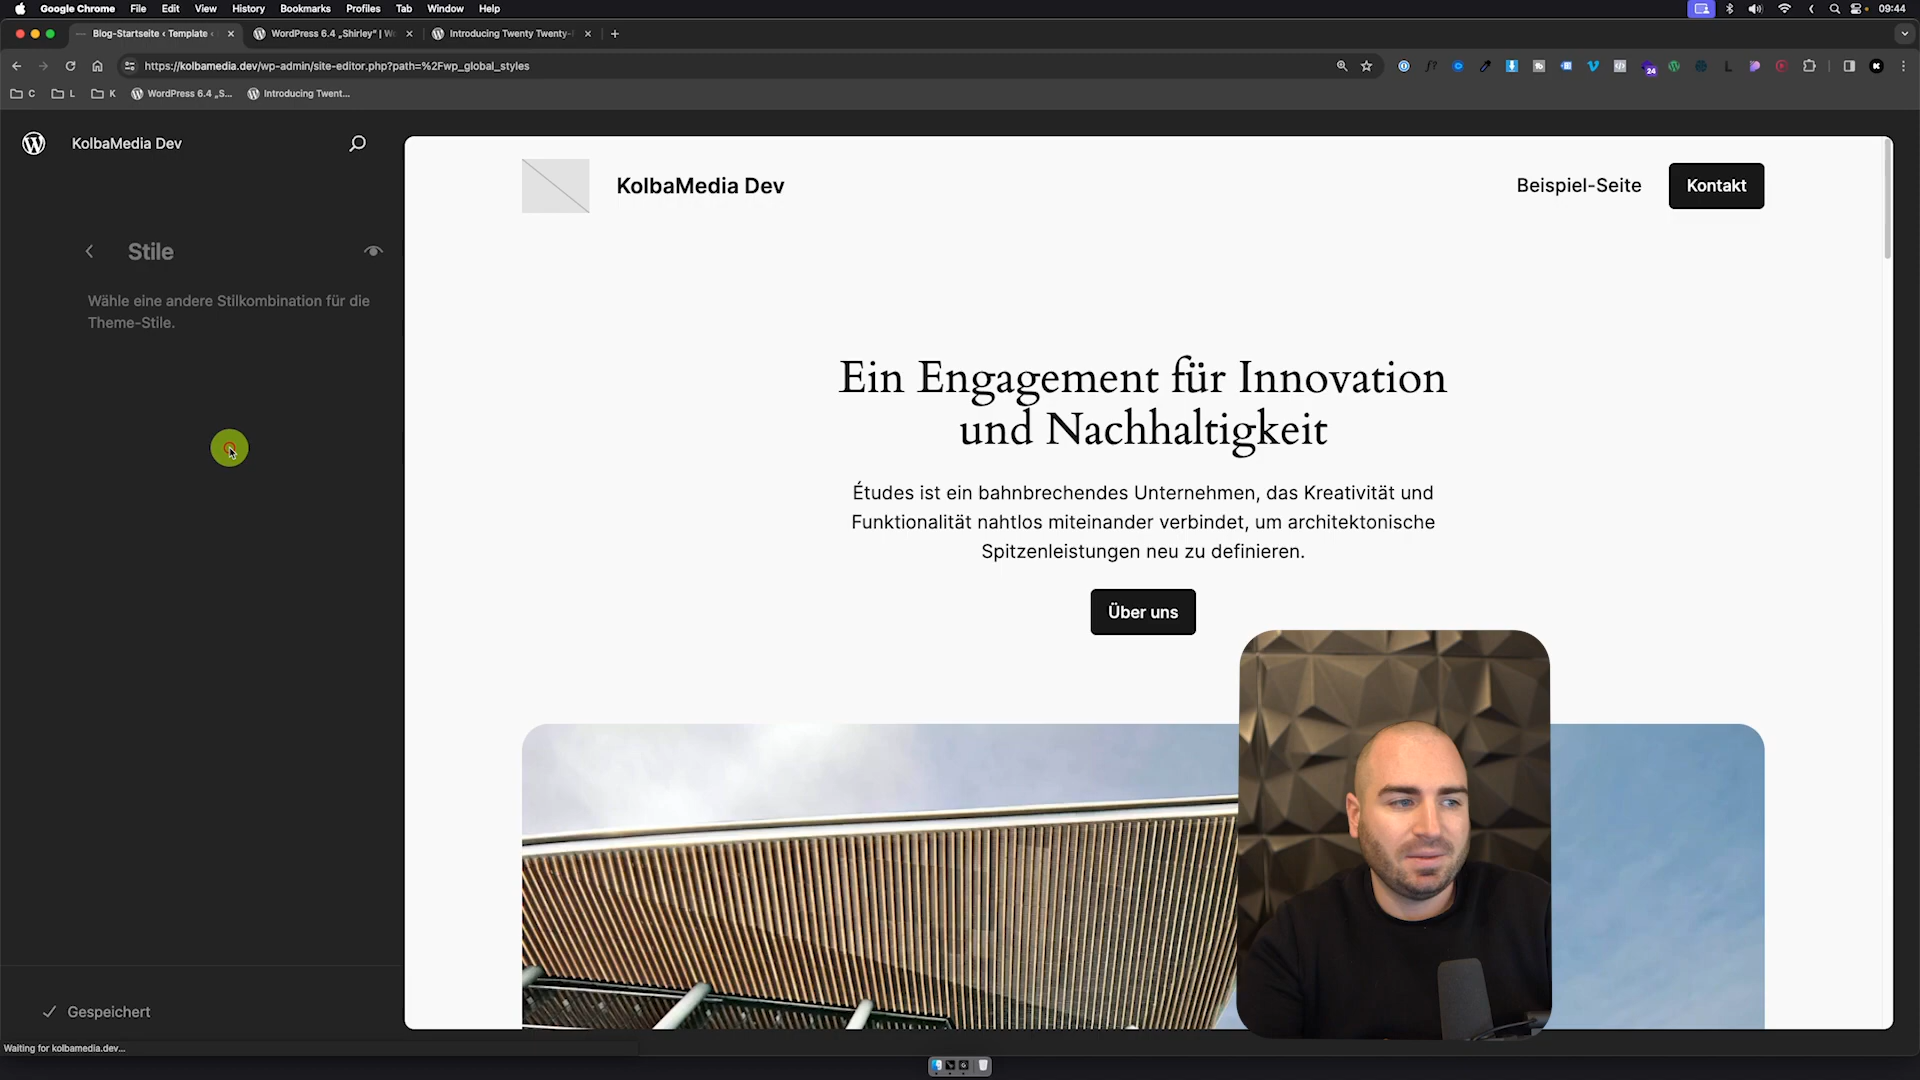 Google Chrome File Edit View History Bookmarks Profiles Tab Window Help 09:44
Blog-Startseite ‹ Template ‹ WordPress 6.4 „Shirley“ | W Introducing Twenty Twenty-
https://kolbamedia.dev/wp-admin/site-editor.php?path=%2Fwp_global_styles
24
C L K WordPress 6.4 „S... Introducing Twent...
KolbaMedia Dev
Stile
Wähle eine andere Stilkombination für die
Theme-Stile.
Gespeichert
Waiting for kolbamedia.dev...
KolbaMedia Dev
Beispiel-Seite
Kontakt
Ein Engagement für Innovation
und Nachhaltigkeit
Études ist ein bahnbrechendes Unternehmen, das Kreativität und
Funktionalität nahtlos miteinander verbindet, um architektonische
Spitzenleistungen neu zu definieren.
Über uns